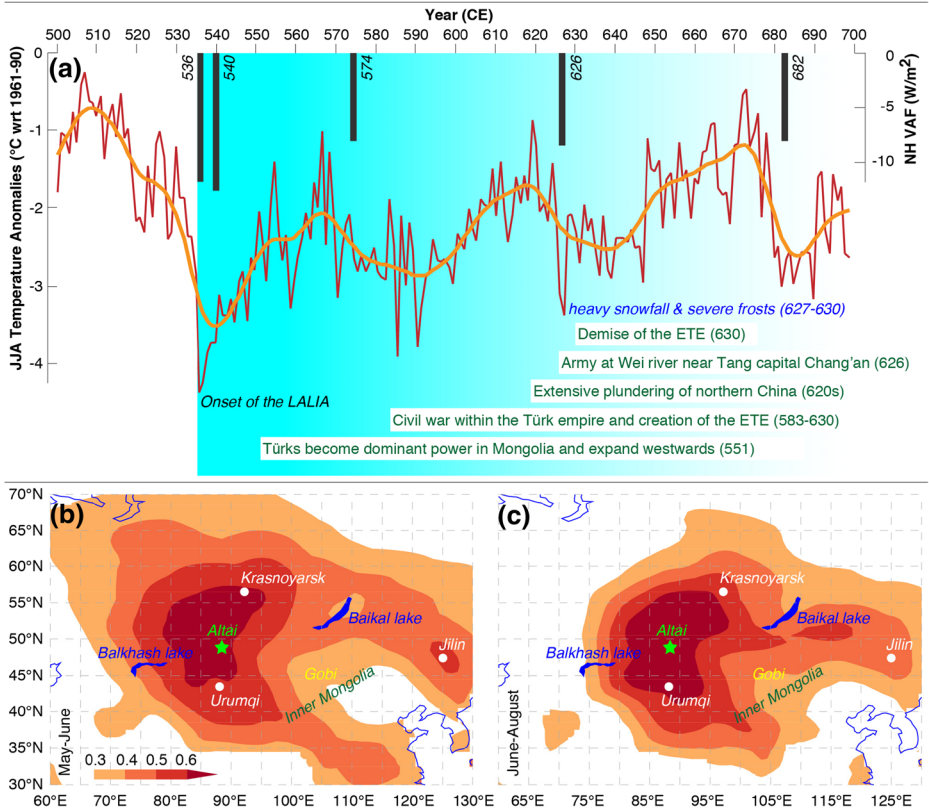 Year (CE)
500 510 520 530 540 550 560 570 580 590 600 610 620 630 640 650 660 670 680 690 700
(a)
0
-1
-2
-3
-4
JJA Temperature Anomalies (°C wrt 1961-90)
536
540
574
626
682
0
-5
-10
NH VAF (W/m²)
heavy snowfall & severe frosts (627-630)
Demise of the ETE (630)
Army at Wei river near Tang capital Chang'an (626)
Extensive plundering of northern China (620s)
Onset of the LALIA
Civil war within the Türk empire and creation of the ETE (583-630)
Türks become dominant power in Mongolia and expand westwards (551)
70°N
65°N
60°N
55°N
50°N
45°N
40°N
35°N
30°N
(b)
Krasnoyarsk
Altai
Baikal lake
Balkhash lake
Jilin
Gobi
Urumqi
Inner Mongolia
May-June
0.3 0.4 0.5 0.6
60°E 70°E 80°E 90°E 100°E 110°E 120°E 130°E
(c)
Krasnoyarsk
Altai
Baikal lake
Balkhash lake
Jilin
Gobi
Urumqi
Inner Mongolia
June-August
65°E 75°E 85°E 95°E 105°E 115°E 125°E